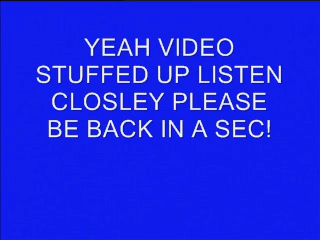 YEAH VIDEO
STUFFED UP LISTEN
CLOSLEY PLEASE
BE BACK IN A SEC!